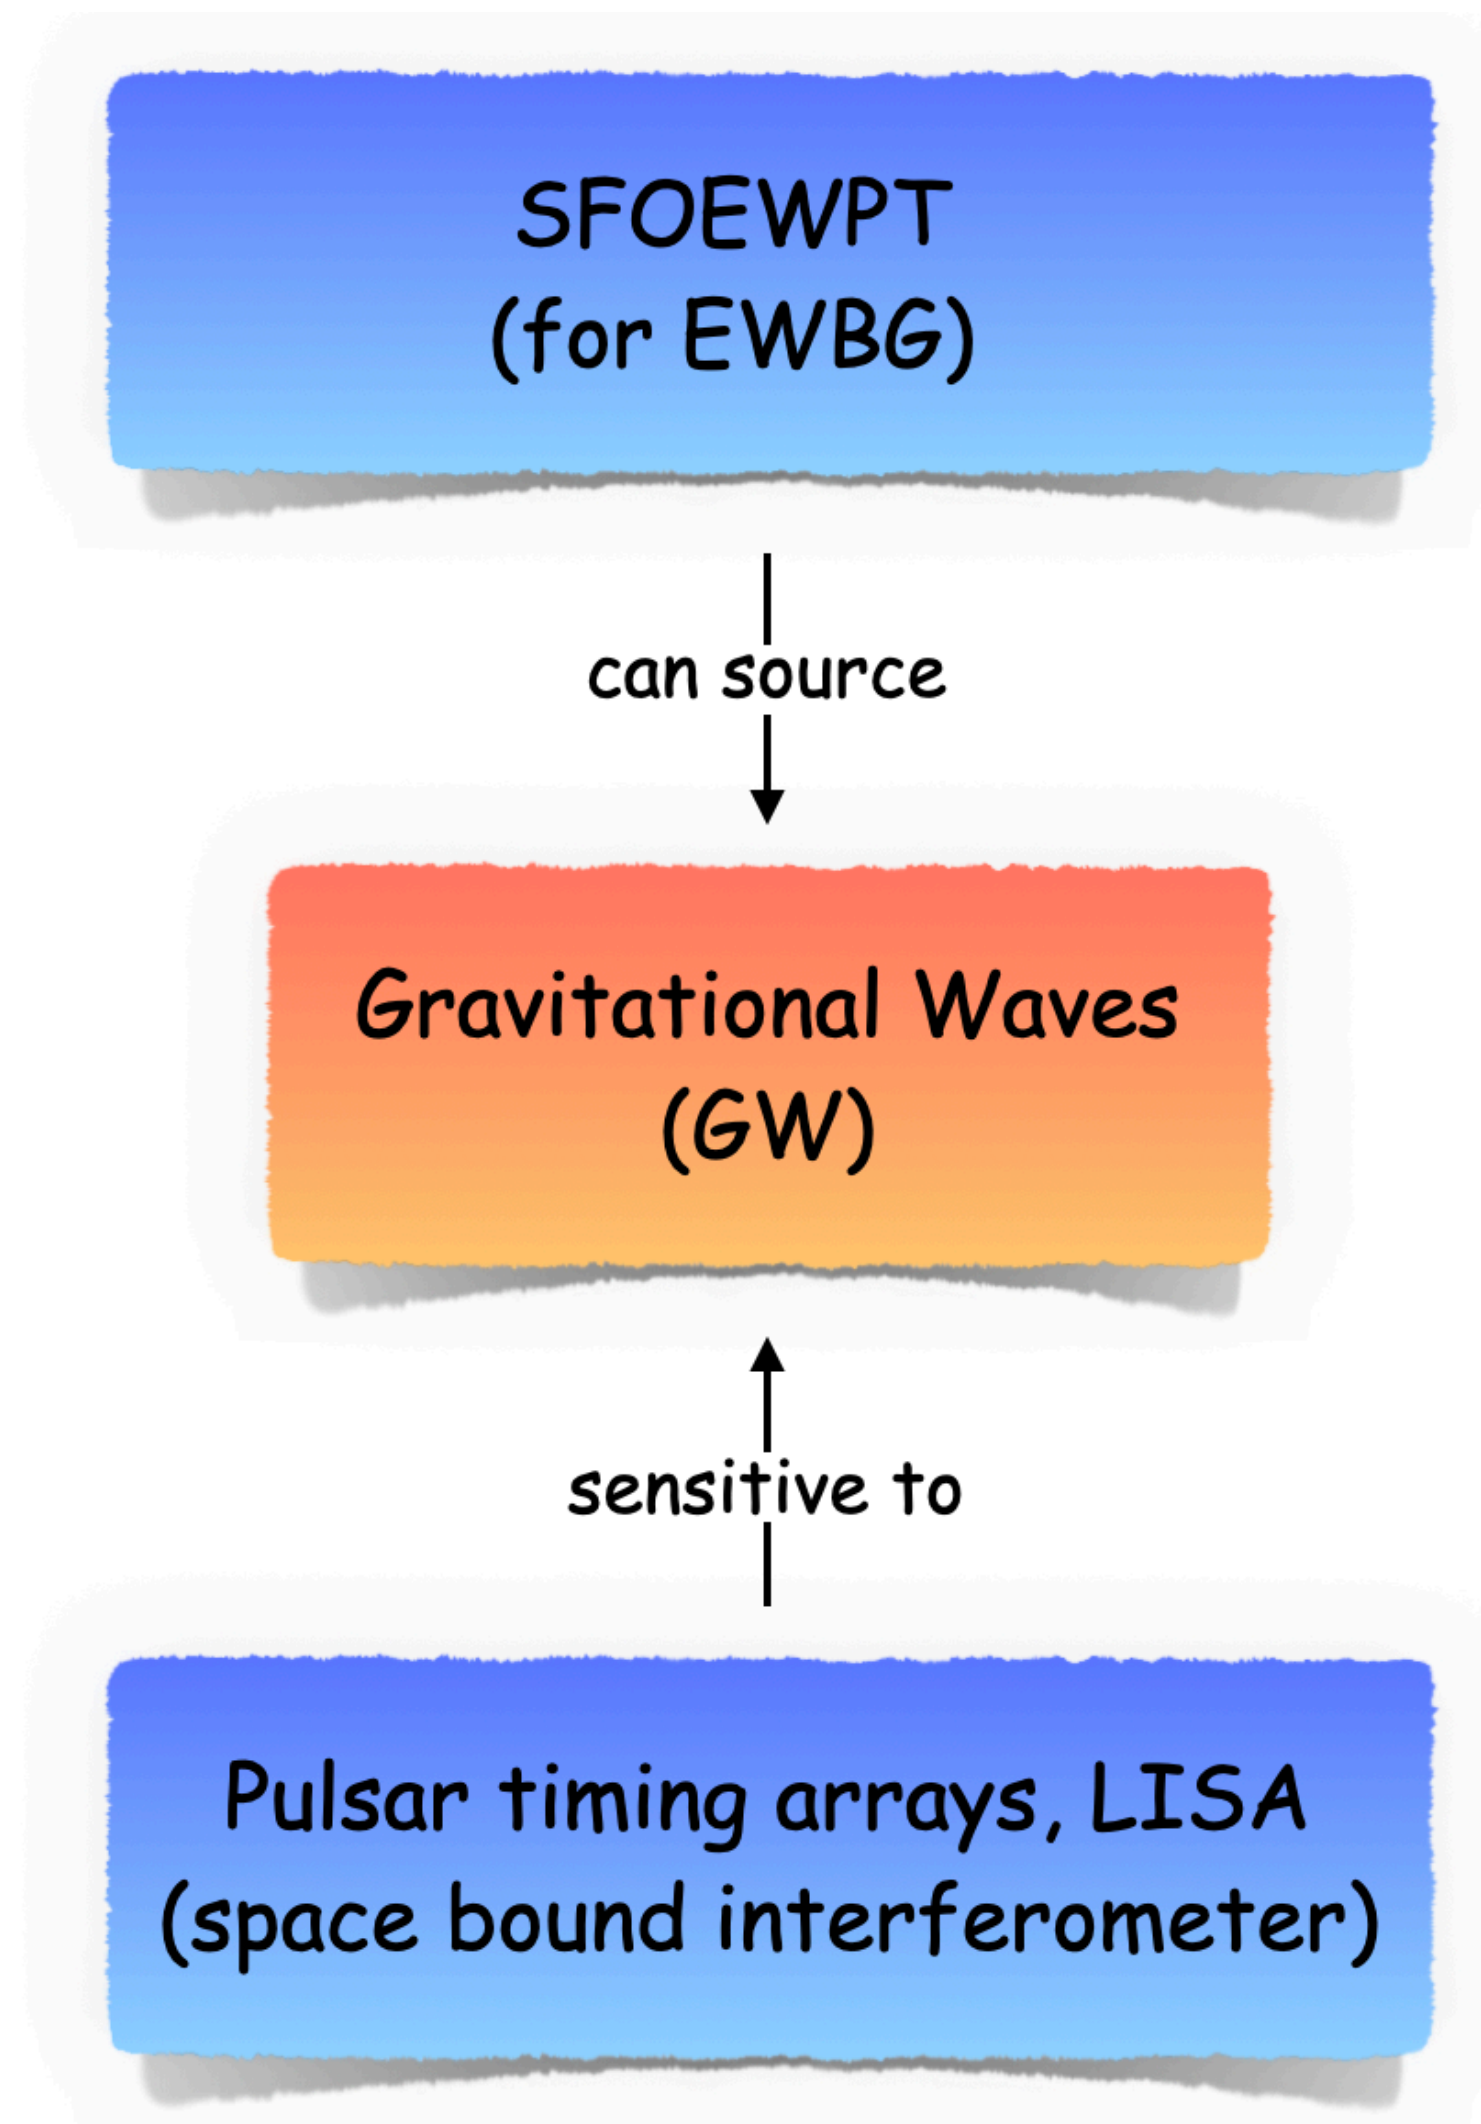 SFOEWPT
(for EWBG)
can source
Gravitational Waves
(GW)
sensitive to
Pulsar timing arrays, LISA
(space bound interferometer)